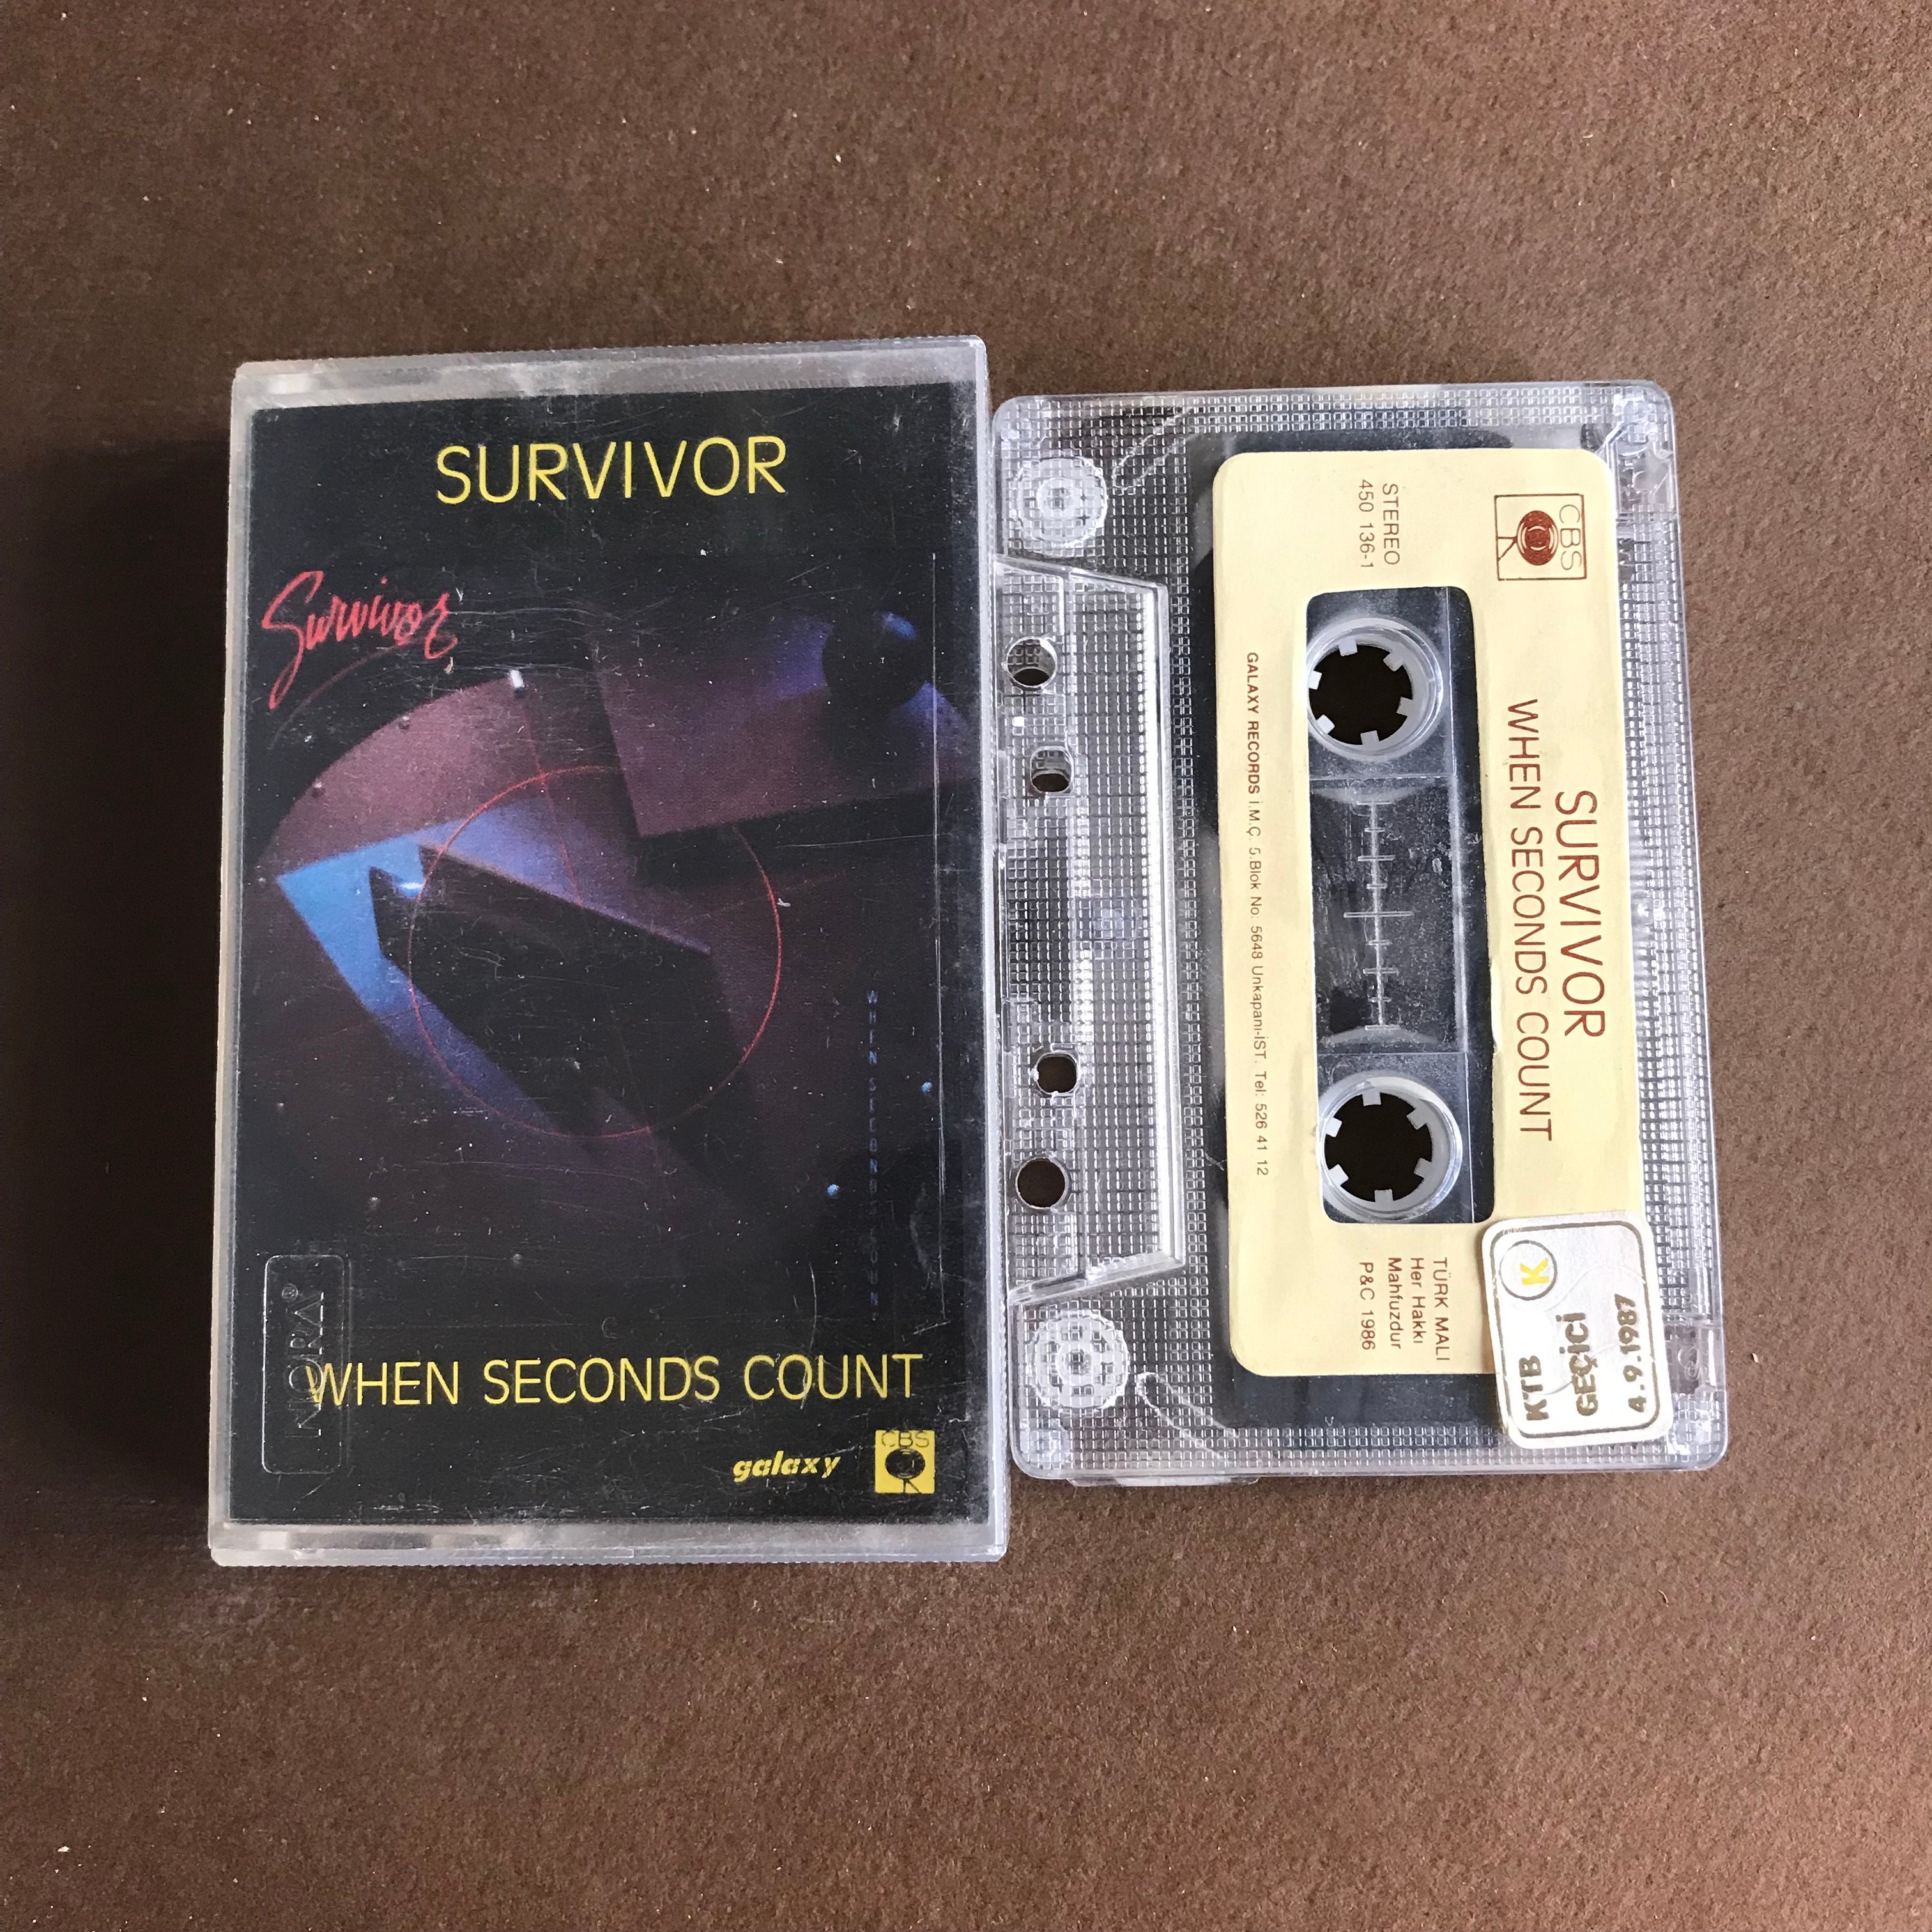 SURVIVOR
Survivor
WHEN SECONDS COUNT
NORA®
WHEN SECONDS COUNT
galaxy
CBS
CBS
STEREO
450 136-1
SURVIVOR
WHEN SECONDS COUNT
GALAXY RECORDS İ.M.Ç 5.Blok No: 5648 Unkapanı-İST. Tel: 526 41 12
TÜRK MALI
Her Hakkı
Mahfuzdur
P&C 1986
K
KTB
GEÇİCİ
4.9.1987